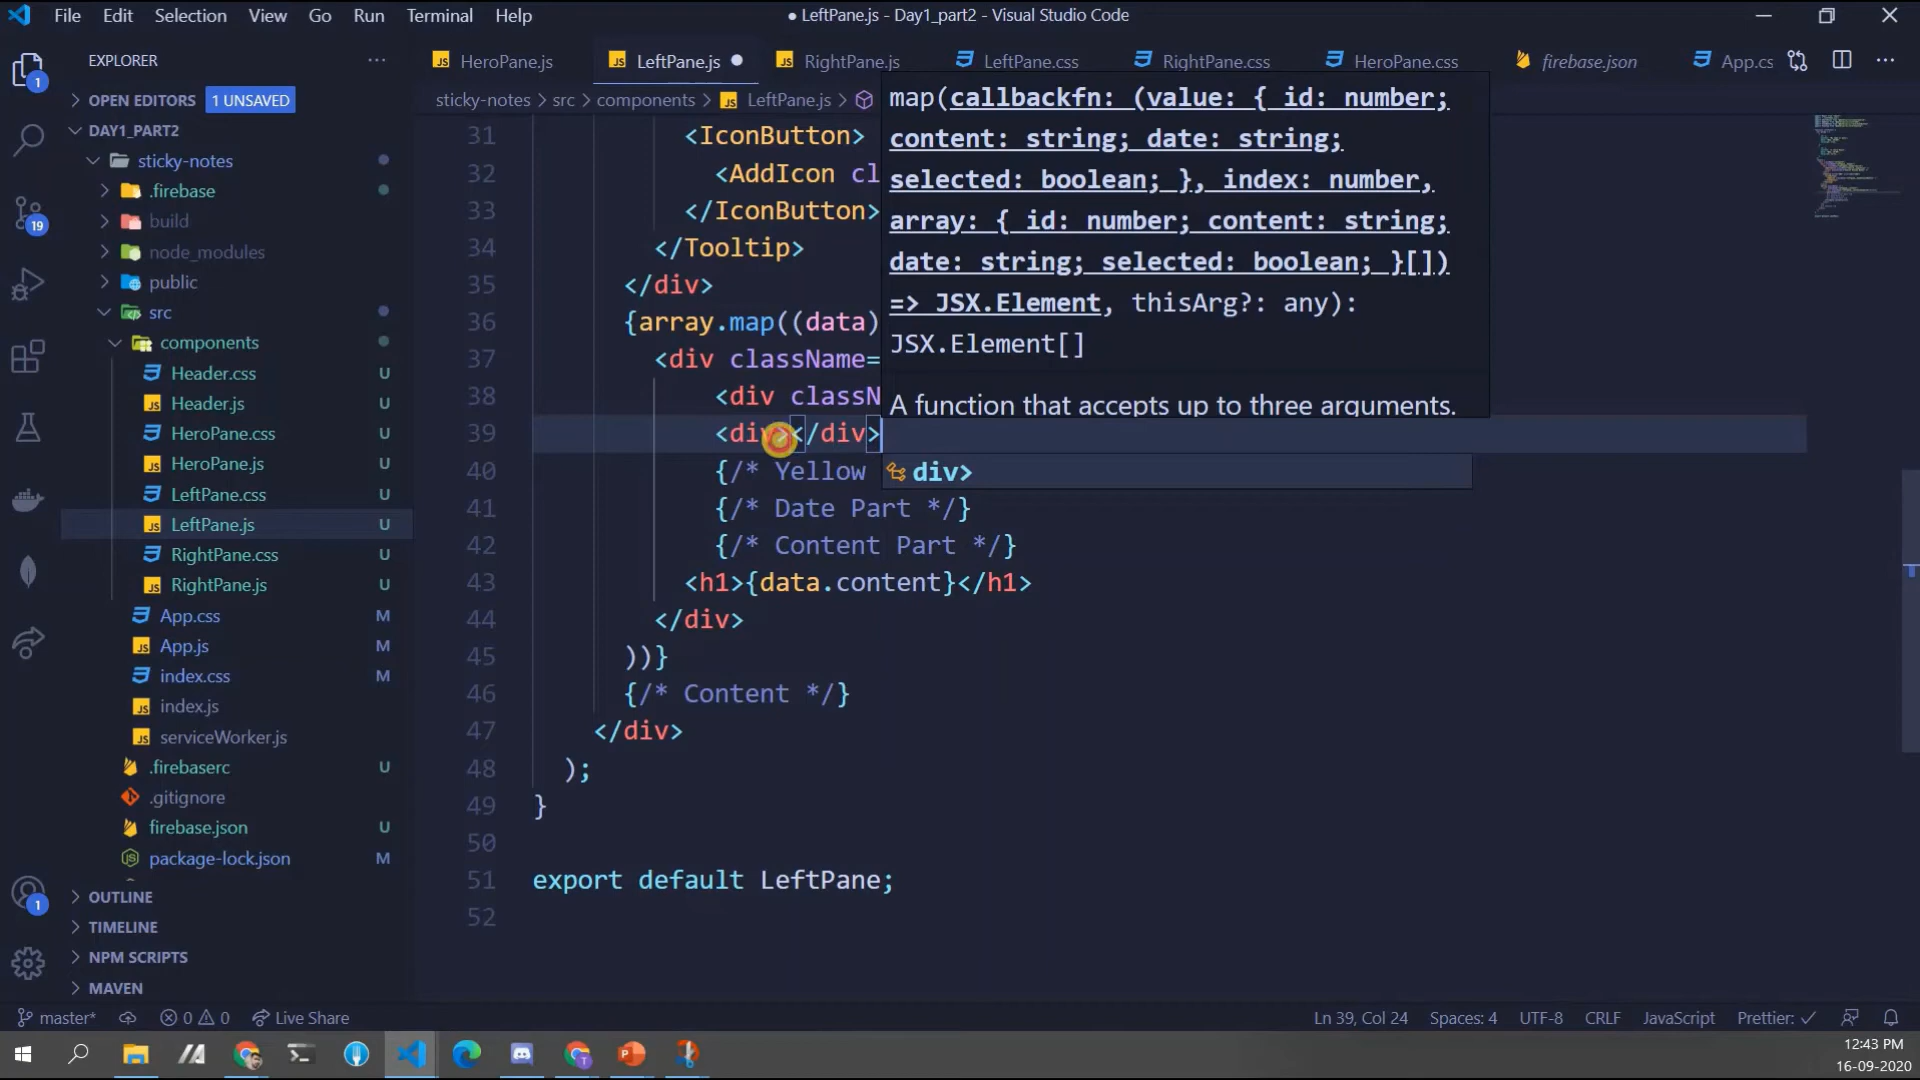 File Edit Selection View Go Run Terminal Help
● LeftPane.js - Day1_part2 - Visual Studio Code
EXPLORER
HeroPane.js LeftPane.js RightPane.js LeftPane.css RightPane.css HeroPane.css firebase.json App.cs
sticky-notes > src > components > LeftPane.js >
1
19
1
OPEN EDITORS 1 UNSAVED
DAY1_PART2
sticky-notes
.firebase
build
node_modules
public
src
components
Header.css U
Header.js U
HeroPane.css U
HeroPane.js U
LeftPane.css U
LeftPane.js U
RightPane.css U
RightPane.js U
App.css M
App.js M
index.css M
index.js
serviceWorker.js
.firebaserc U
.gitignore
firebase.json U
package-lock.json M
OUTLINE
TIMELINE
NPM SCRIPTS
MAVEN
31 <IconButton>
32 <AddIcon cl
33 </IconButton>
34 </Tooltip>
35 </div>
36 {array.map((data)
37 <div className=
38 <div classN
39 <div></div>
40 {/* Yellow
41 {/* Date Part */}
42 {/* Content Part */}
43 <h1>{data.content}</h1>
44 </div>
45 ))}
46 {/* Content */}
47 </div>
48 );
49 }
50
51 export default LeftPane;
52
map(callbackfn: (value: { id: number;
content: string; date: string;
selected: boolean; }, index: number,
array: { id: number; content: string;
date: string; selected: boolean; }[])
=> JSX.Element, thisArg?: any):
JSX.Element[]
A function that accepts up to three arguments.
div>
master* 0 0 Live Share
Ln 39, Col 24 Spaces: 4 UTF-8 CRLF JavaScript Prettier: ✓
12:43 PM
16-09-2020